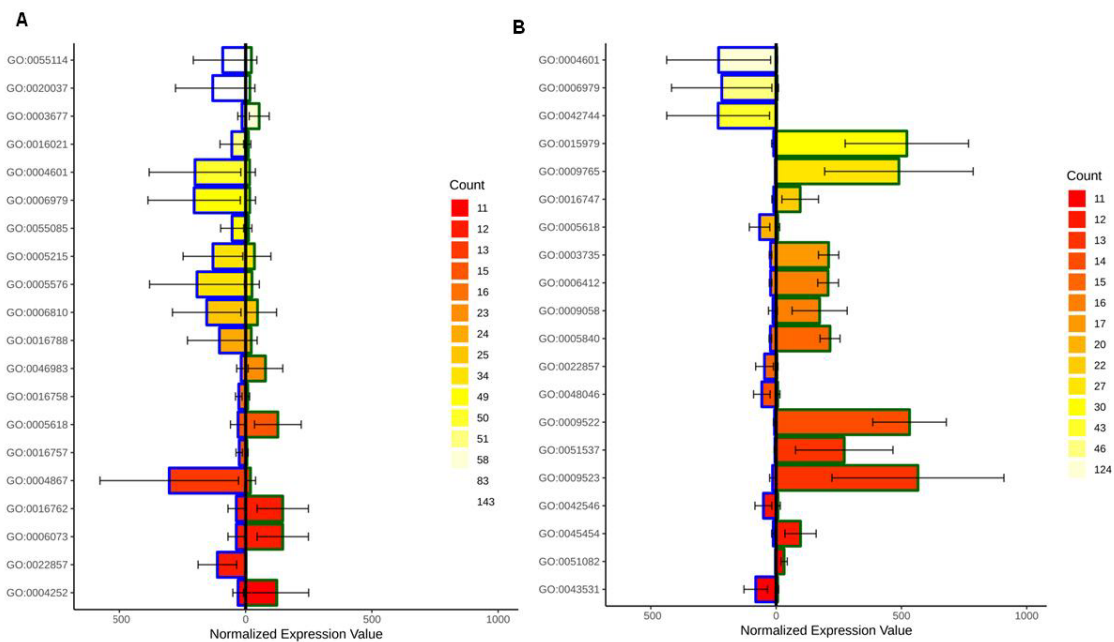 A
GO:0055114
GO:0020037
GO:0003677
GO:0016021
GO:0004601
GO:0006979
GO:0055085
GO:0005215
GO:0005576
GO:0006810
GO:0016788
GO:0046983
GO:0016758
GO:0005618
GO:0016757
GO:0004867
GO:0016762
GO:0006073
GO:0022857
GO:0004252
500 0 500 1000
Normalized Expression Value
Count
11
12
13
15
16
23
24
25
34
49
50
51
58
83
143
B
GO:0004601
GO:0006979
GO:0042744
GO:0015979
GO:0009765
GO:0016747
GO:0005618
GO:0003735
GO:0006412
GO:0009058
GO:0005840
GO:0022857
GO:0048046
GO:0009522
GO:0051537
GO:0009523
GO:0042546
GO:0045454
GO:0051082
GO:0043531
500 0 500 1000
Normalized Expression Value
Count
11
12
13
14
15
16
17
20
22
27
30
43
46
124